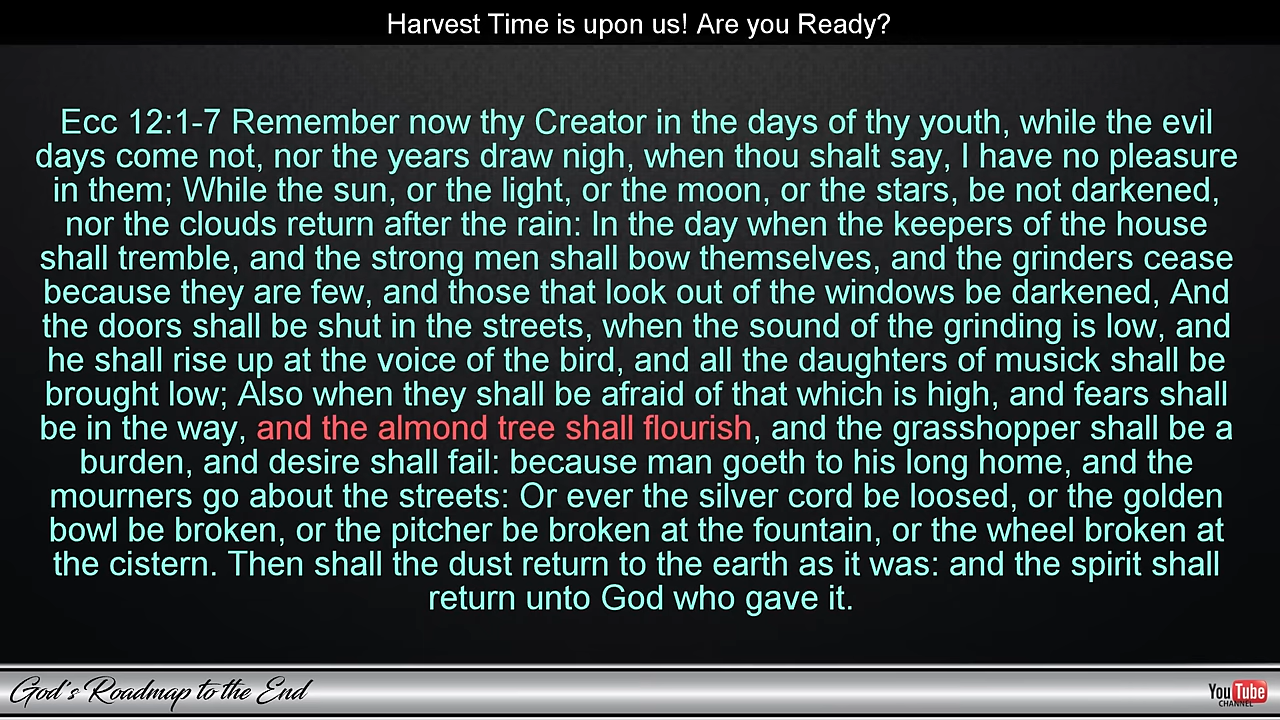 Harvest Time is upon us! Are you Ready?
Ecc 12:1-7 Remember now thy Creator in the days of thy youth, while the evil
days come not, nor the years draw nigh, when thou shalt say, I have no pleasure
in them; While the sun, or the light, or the moon, or the stars, be not darkened,
nor the clouds return after the rain: In the day when the keepers of the house
shall tremble, and the strong men shall bow themselves, and the grinders cease
because they are few, and those that look out of the windows be darkened, And
the doors shall be shut in the streets, when the sound of the grinding is low, and
he shall rise up at the voice of the bird, and all the daughters of musick shall be
brought low; Also when they shall be afraid of that which is high, and fears shall
be in the way, and the almond tree shall flourish, and the grasshopper shall be a
burden, and desire shall fail: because man goeth to his long home, and the
mourners go about the streets: Or ever the silver cord be loosed, or the golden
bowl be broken, or the pitcher be broken at the fountain, or the wheel broken at
the cistern. Then shall the dust return to the earth as it was: and the spirit shall
return unto God who gave it.
God's Roadmap to the End
YouTube
CHANNEL